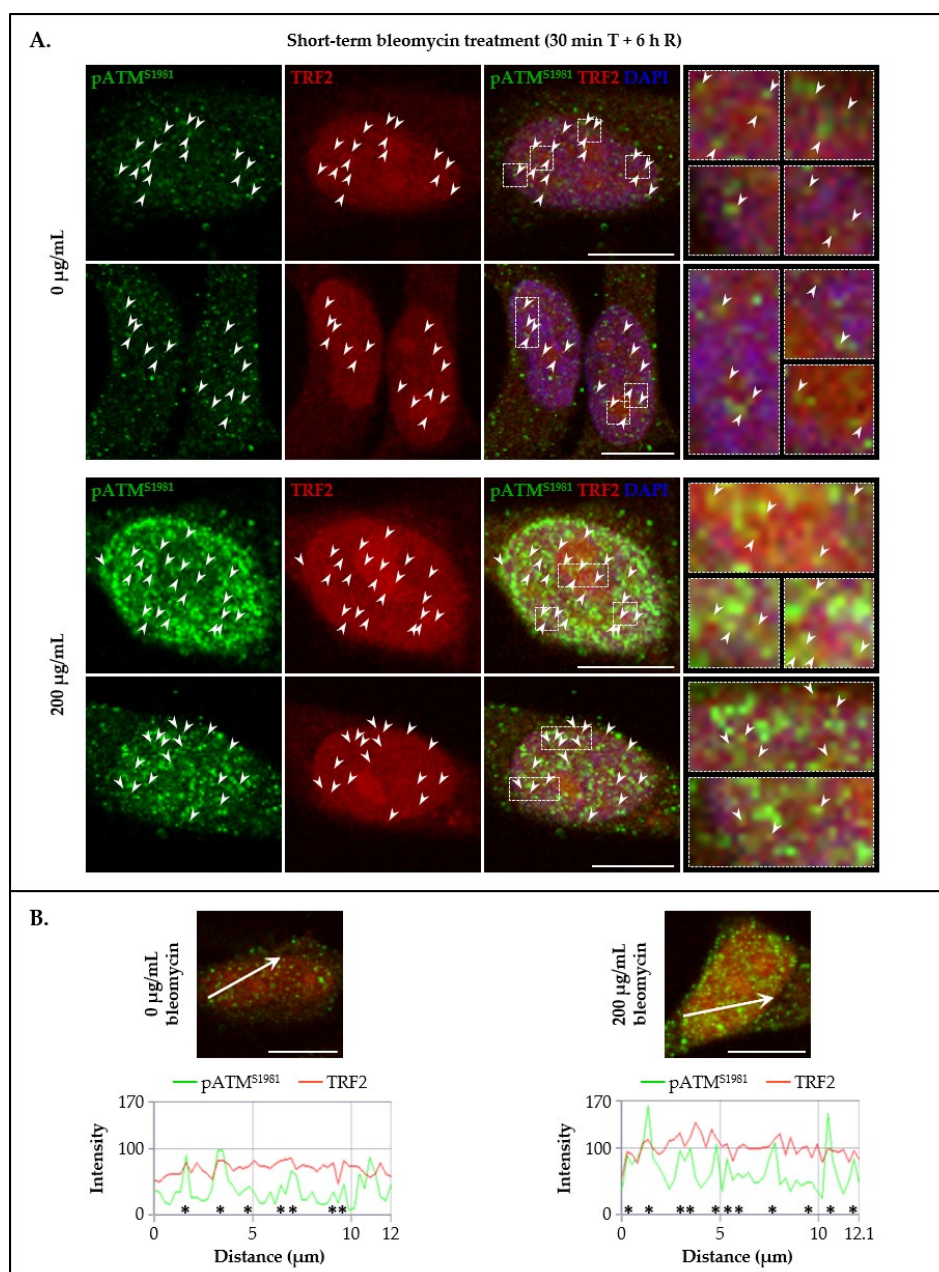 A.
Short-term bleomycin treatment (30 min T + 6 h R)
pATMS1981
TRF2
pATMS1981 TRF2 DAPI
0 µg/mL
pATMS1981
TRF2
pATMS1981 TRF2 DAPI
200 µg/mL
B.
0 µg/mL
bleomycin
200 µg/mL
bleomycin
pATMS1981
TRF2
pATMS1981
TRF2
Intensity
170
100
0
* * * * * * *
0 5 10 12
Distance (µm)
Intensity
170
100
0
* * * * * * * * * * *
0 5 10 12.1
Distance (µm)